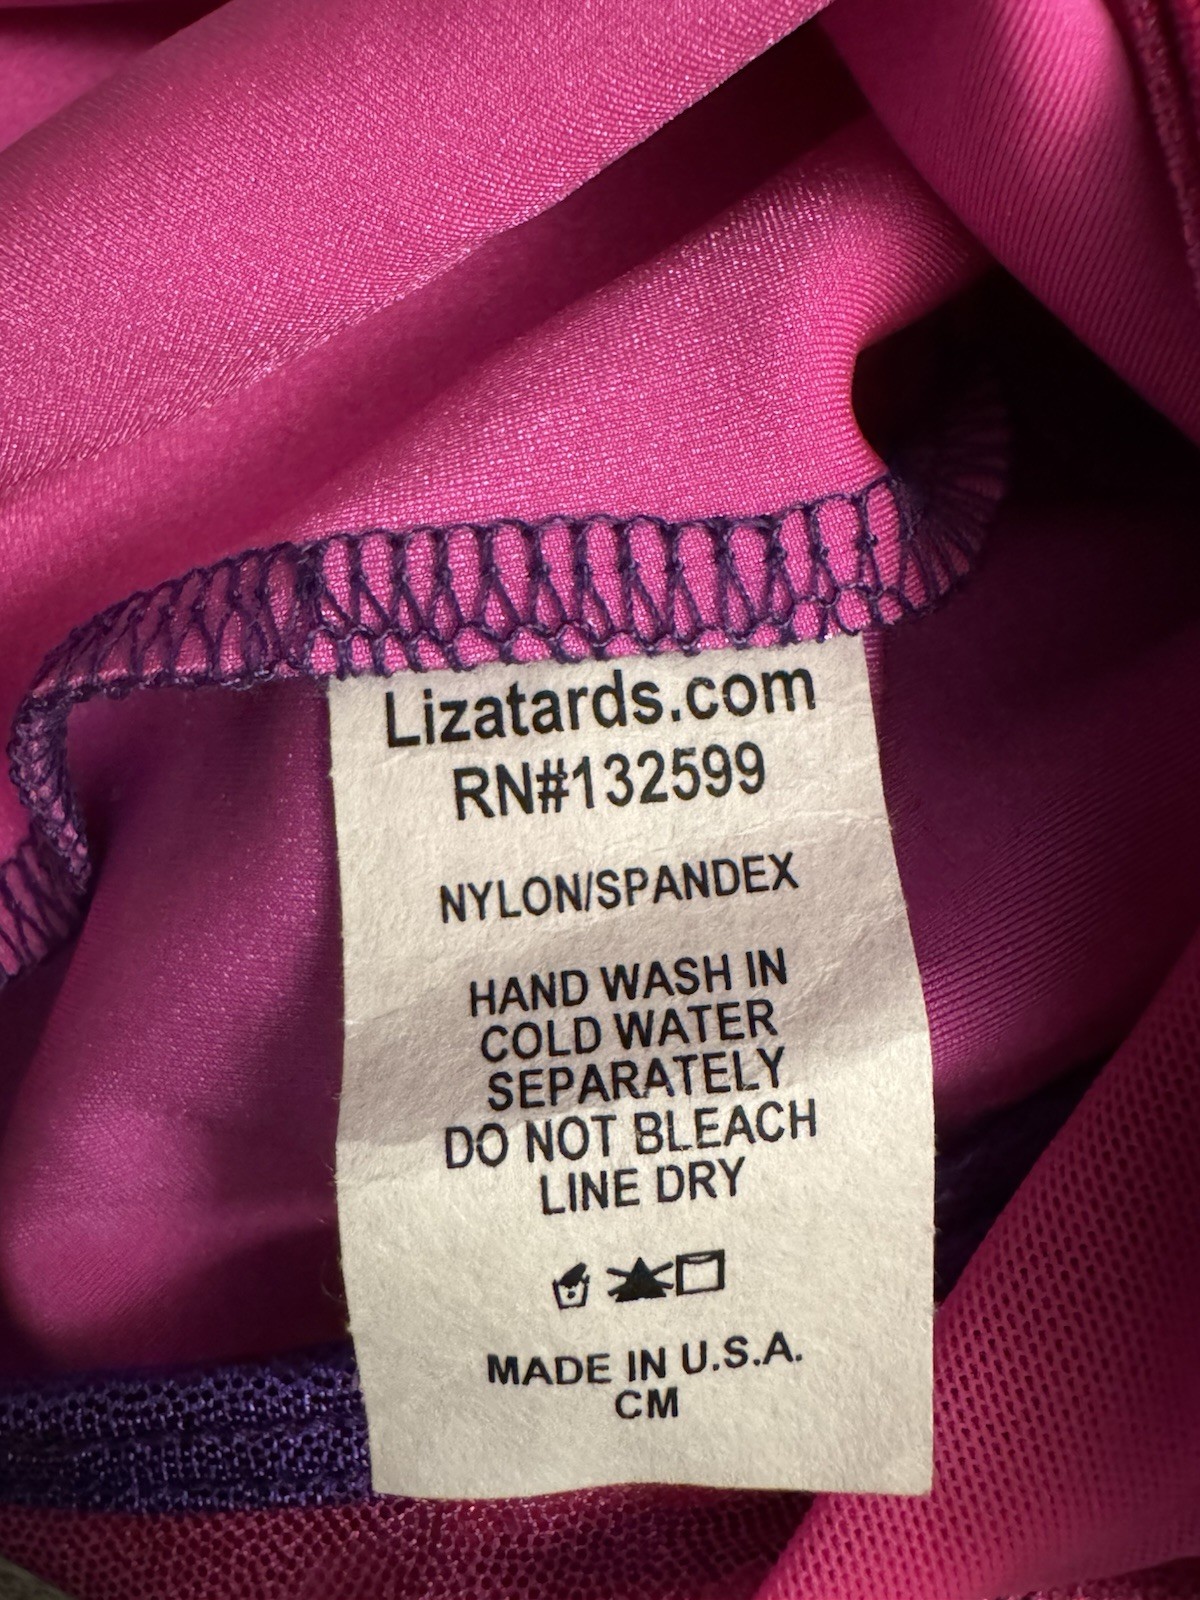 Lizatards.com
RN#132599
NYLON/SPANDEX
HAND WASH IN
COLD WATER
SEPARATELY
DO NOT BLEACH
LINE DRY
MADE IN U.S.A.
CM